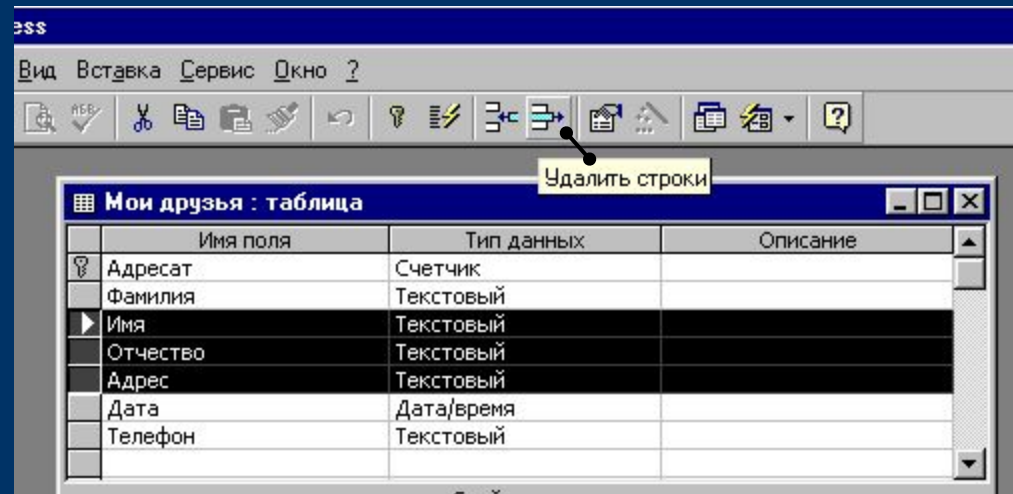 ess
Вид Вставка Сервис Окно ?
Удалить строки
Мои друзья : таблица
Имя поля Тип данных Описание
Адресат Счетчик
Фамилия Текстовый
Имя Текстовый
Отчество Текстовый
Адрес Текстовый
Дата Дата/время
Телефон Текстовый